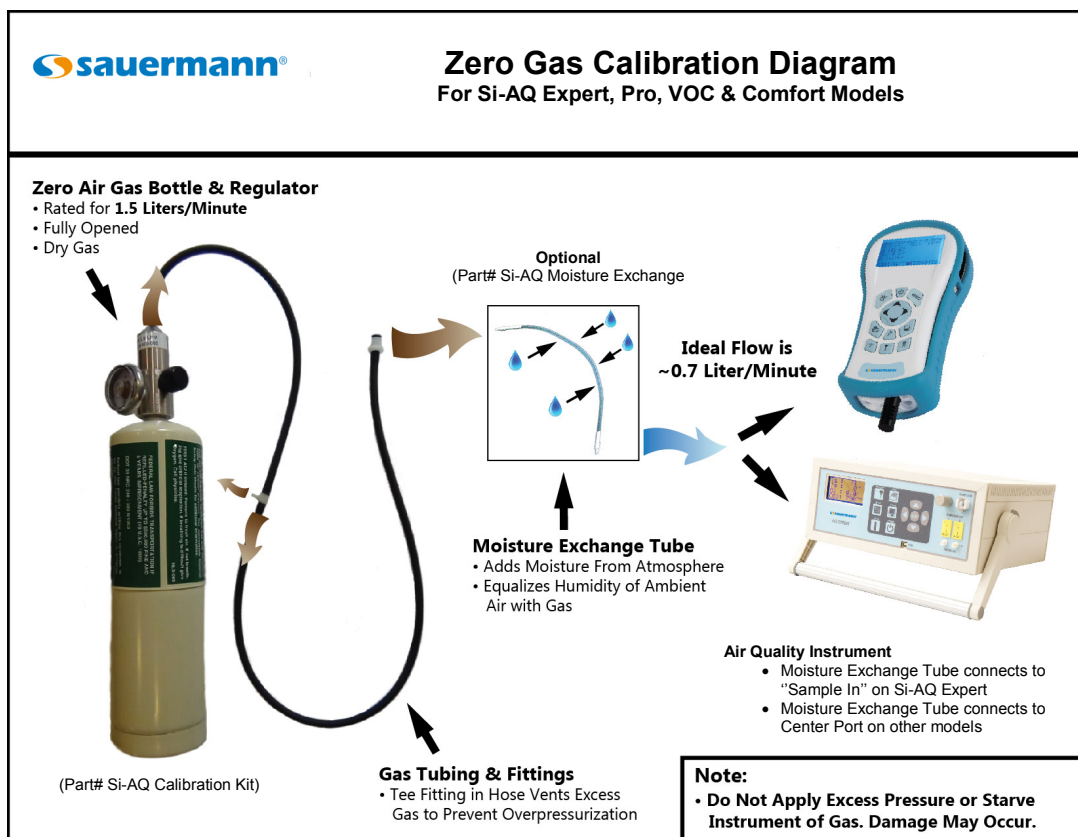 sauermann®
Zero Gas Calibration Diagram
For Si-AQ Expert, Pro, VOC & Comfort Models
Zero Air Gas Bottle & Regulator
• Rated for 1.5 Liters/Minute
• Fully Opened
• Dry Gas
Optional
(Part# Si-AQ Moisture Exchange
Ideal Flow is
~0.7 Liter/Minute
Moisture Exchange Tube
• Adds Moisture From Atmosphere
• Equalizes Humidity of Ambient
Air with Gas
Air Quality Instrument
• Moisture Exchange Tube connects to
‘‘Sample In’’ on Si-AQ Expert
• Moisture Exchange Tube connects to
Center Port on other models
(Part# Si-AQ Calibration Kit)
Gas Tubing & Fittings
• Tee Fitting in Hose Vents Excess
Gas to Prevent Overpressurization
Note:
• Do Not Apply Excess Pressure or Starve
Instrument of Gas. Damage May Occur.